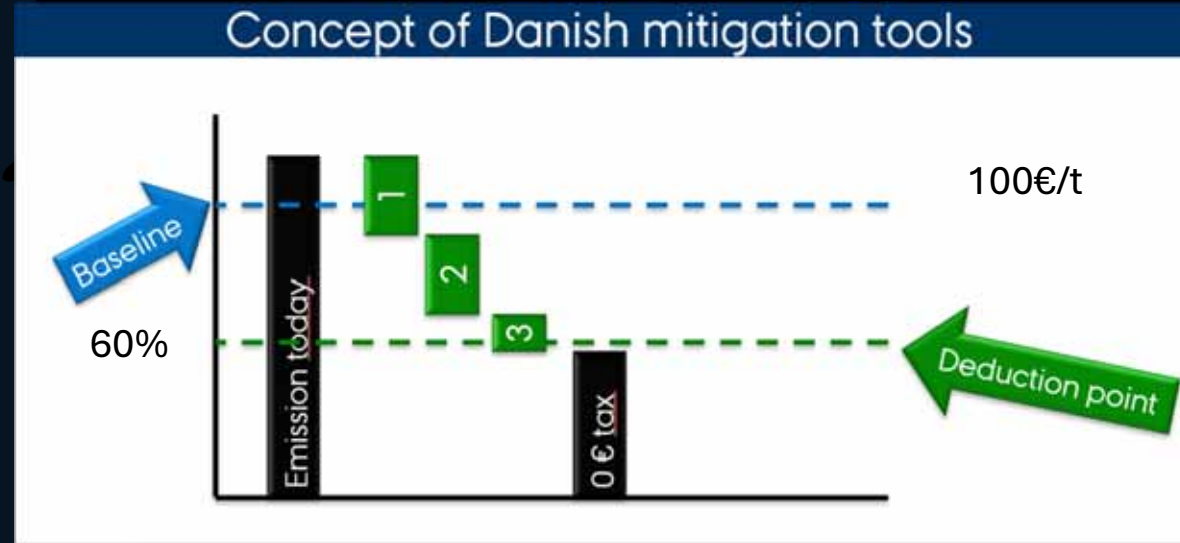 Concept of Danish mitigation tools
100€/t
Baseline
60%
Emission today
1
2
3
0 € tax
Deduction point